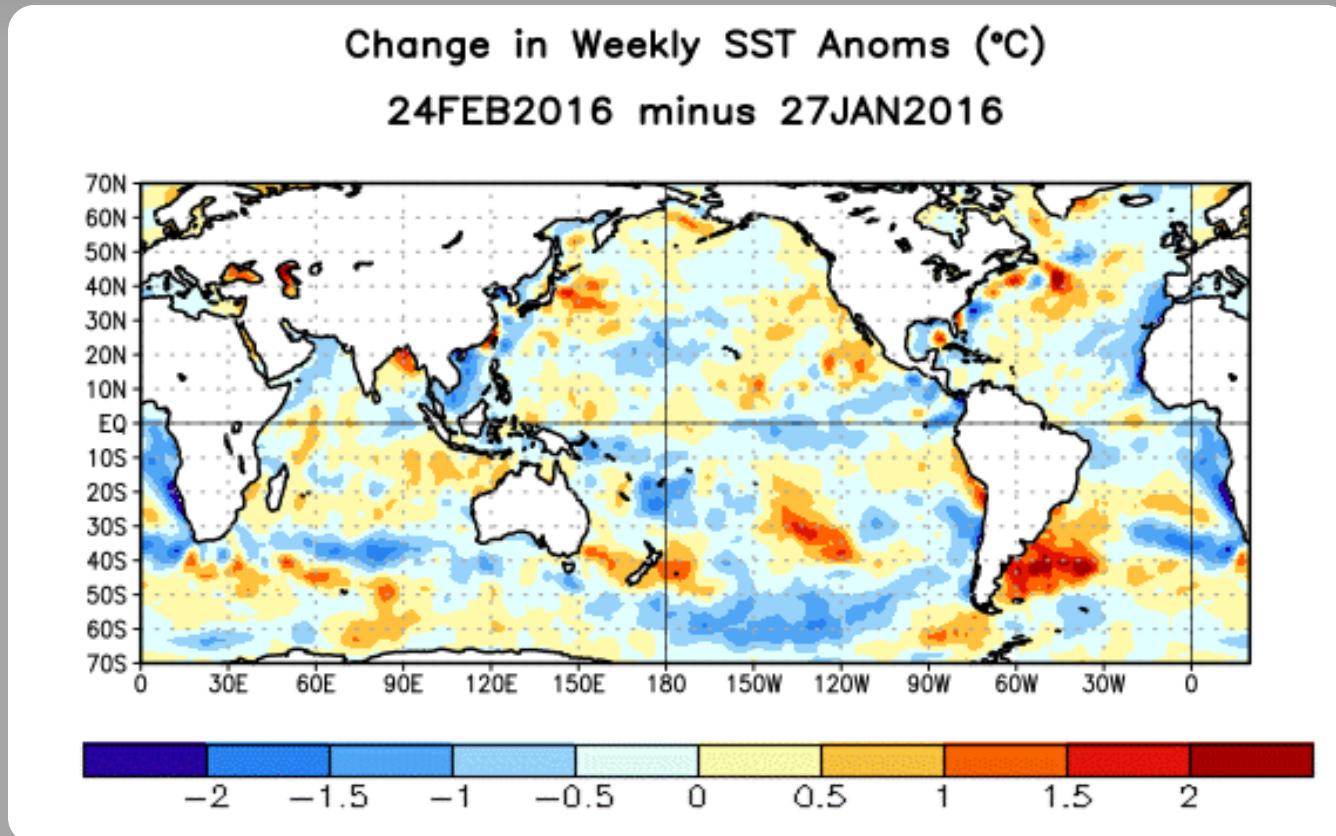 Change in Weekly SST Anoms (°C)
24FEB2016 minus 27JAN2016
70N
60N
50N
40N
30N
20N
10N
EQ
10S
20S
30S
40S
50S
60S
70S
0 30E 60E 90E 120E 150E 180 150W 120W 90W 60W 30W 0
−2 −1.5 −1 −0.5 0 0.5 1 1.5 2